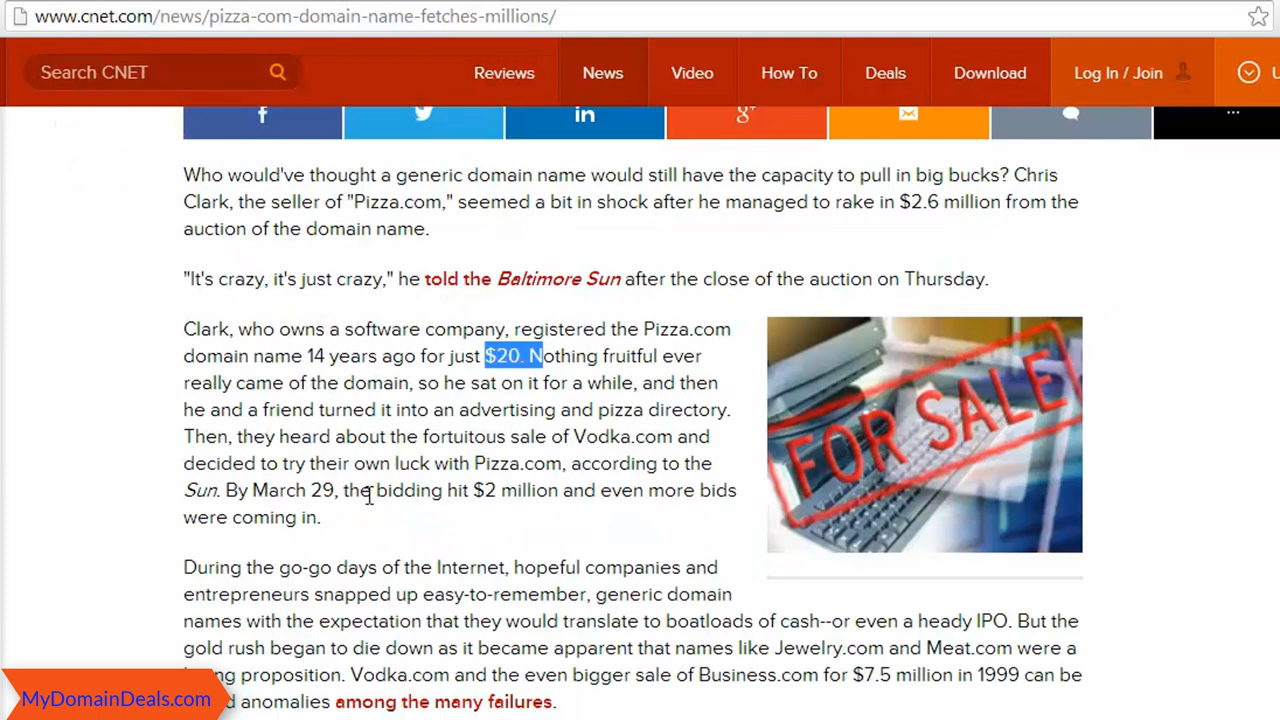 www.cnet.com/news/pizza-com-domain-name-fetches-millions/
Search CNET
Reviews
News
Video
How To
Deals
Download
Log In / Join
U
Who would've thought a generic domain name would still have the capacity to pull in big bucks? Chris
Clark, the seller of "Pizza.com," seemed a bit in shock after he managed to rake in $2.6 million from the
auction of the domain name.
"It's crazy, it's just crazy," he told the Baltimore Sun after the close of the auction on Thursday.
Clark, who owns a software company, registered the Pizza.com
domain name 14 years ago for just $20. Nothing fruitful ever
really came of the domain, so he sat on it for a while, and then
he and a friend turned it into an advertising and pizza directory.
Then, they heard about the fortuitous sale of Vodka.com and
decided to try their own luck with Pizza.com, according to the
Sun. By March 29, the bidding hit $2 million and even more bids
were coming in.
FOR SALE
During the go-go days of the Internet, hopeful companies and
entrepreneurs snapped up easy-to-remember, generic domain
names with the expectation that they would translate to boatloads of cash--or even a heady IPO. But the
gold rush began to die down as it became apparent that names like Jewelry.com and Meat.com were a
proposition. Vodka.com and the even bigger sale of Business.com for $7.5 million in 1999 can be
anomalies among the many failures.
MyDomainDeals.com